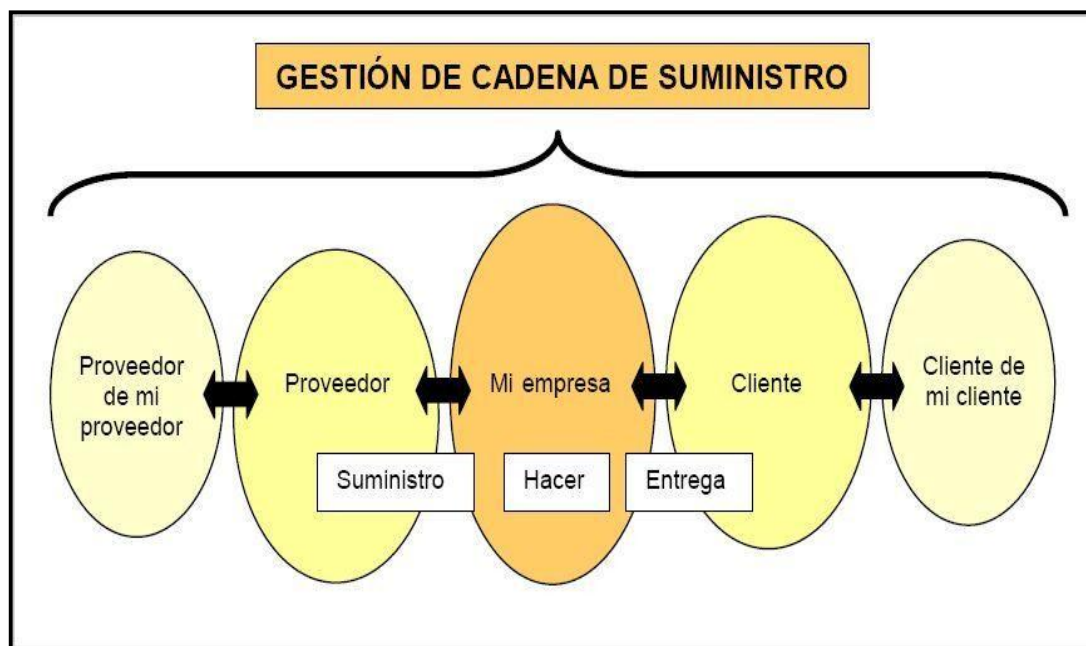 GESTIÓN DE CADENA DE SUMINISTRO
Proveedor
de mi
proveedor
Proveedor
Mi empresa
Cliente
Cliente de
mi cliente
Suministro
Hacer
Entrega